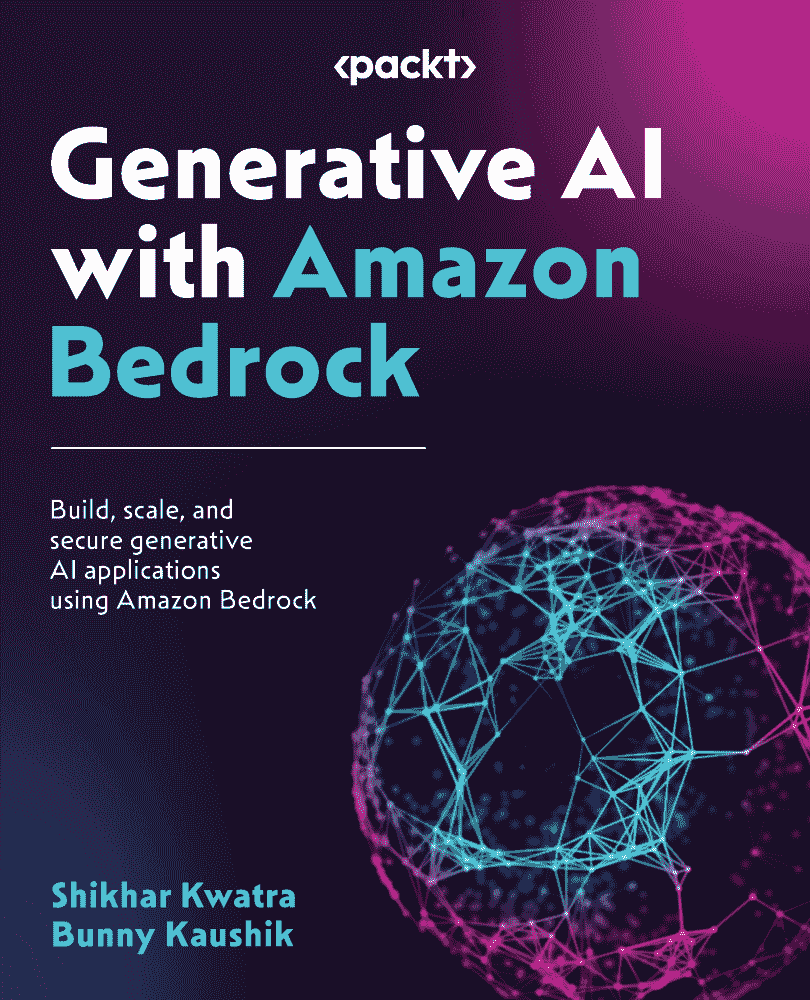 <packt>
Generative AI
with Amazon
Bedrock
Build, scale, and
secure generative
AI applications
using Amazon Bedrock
Shikhar Kwatra
Bunny Kaushik